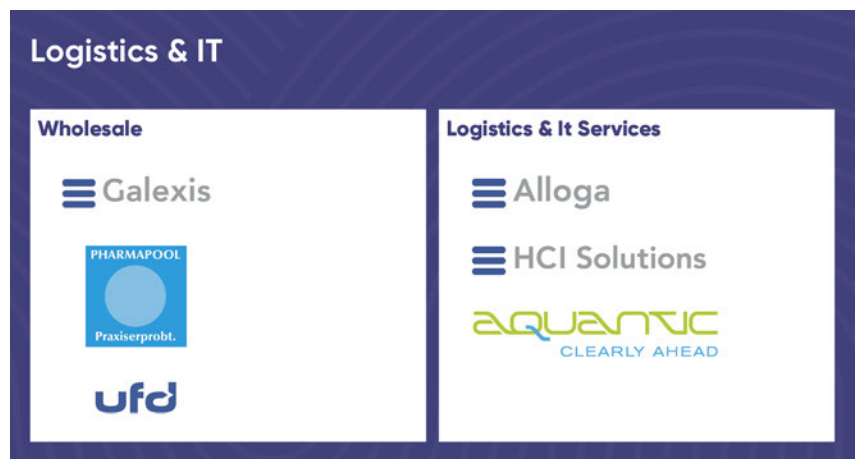 Logistics & IT
Wholesale
Galexis
PHARMAPOOL
Praxiserprobt.
ufd
Logistics & It Services
Alloga
HCI Solutions
aquantic
CLEARLY AHEAD